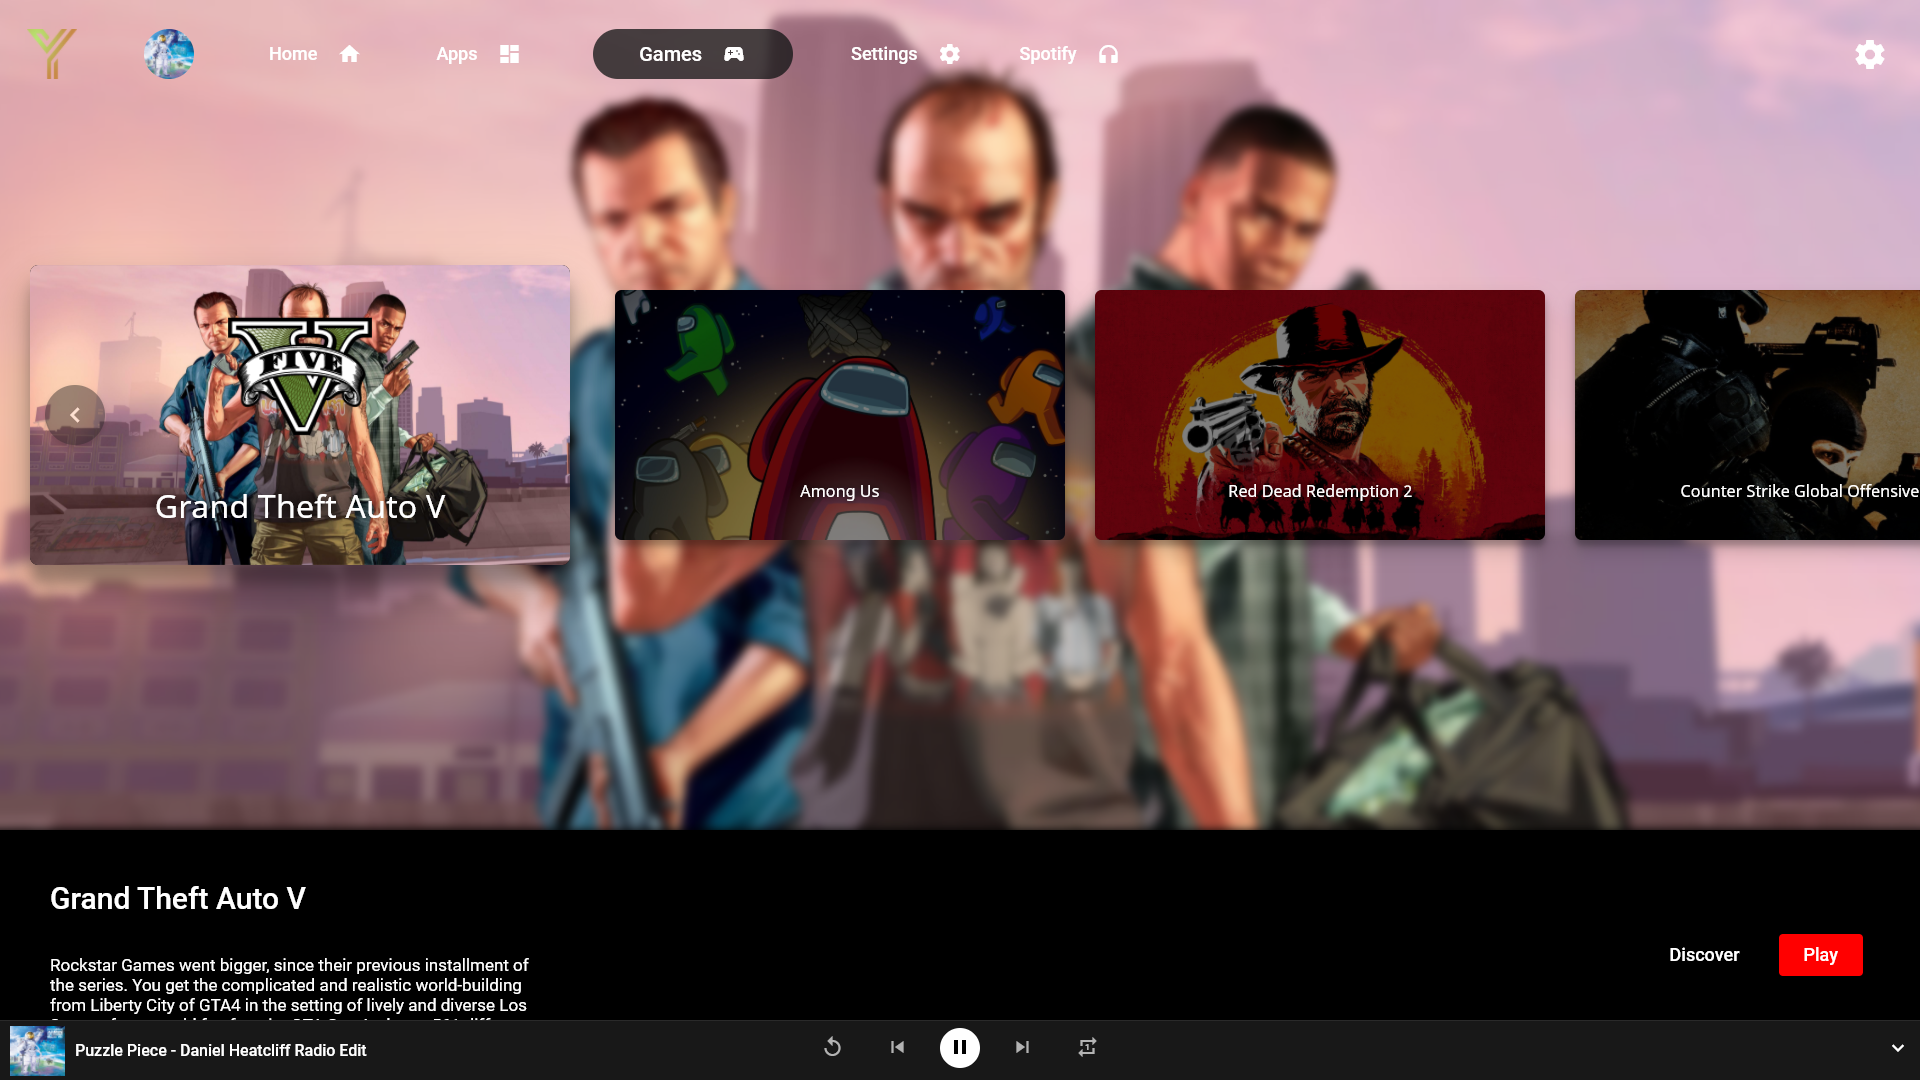 Home
Apps
Games
Settings
Spotify
FIVE
Grand Theft Auto V
Among Us
Red Dead Redemption 2
Counter Strike Global Offensive
Grand Theft Auto V
Rockstar Games went bigger, since their previous installment of
the series. You get the complicated and realistic world-building
from Liberty City of GTA4 in the setting of lively and diverse Los
Discover
Play
Puzzle Piece - Daniel Heatcliff Radio Edit